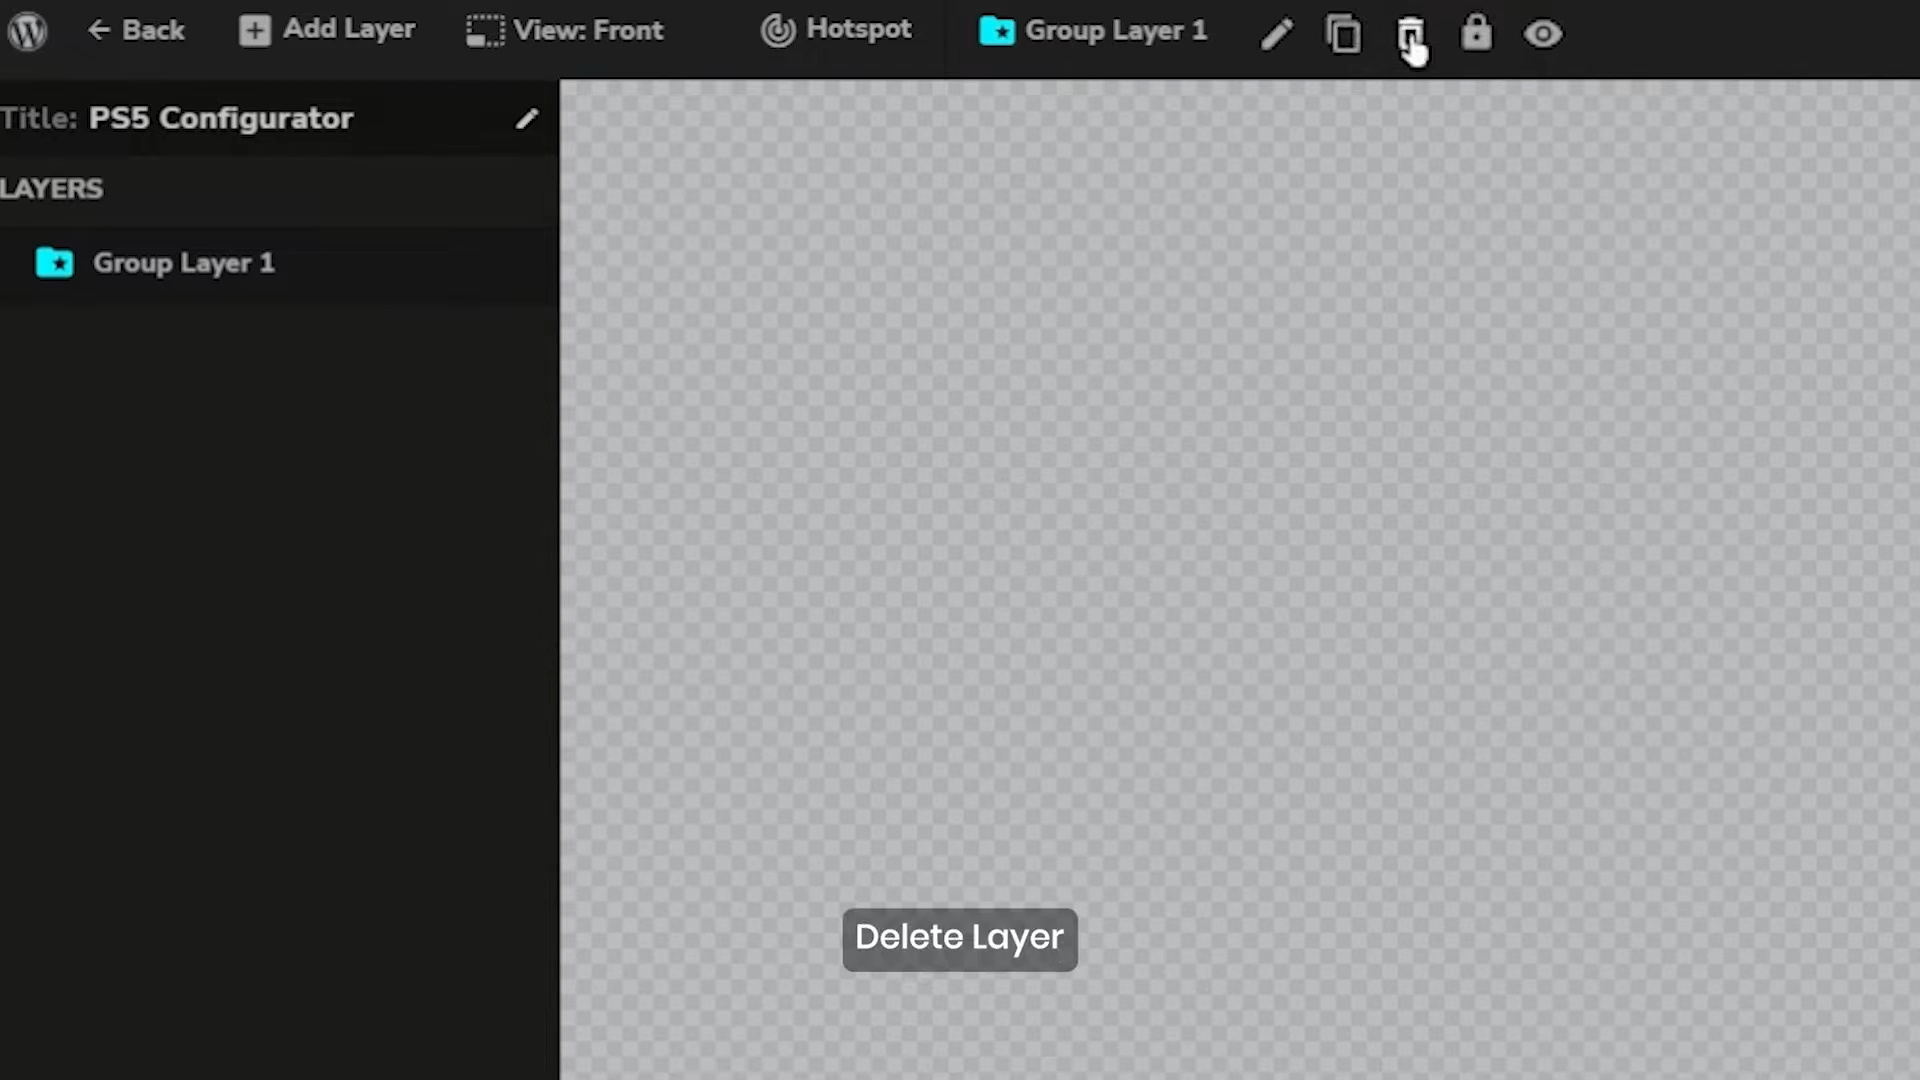 Back
Add Layer
View: Front
Hotspot
Group Layer 1
Title: PS5 Configurator
LAYERS
Group Layer 1
Delete Layer